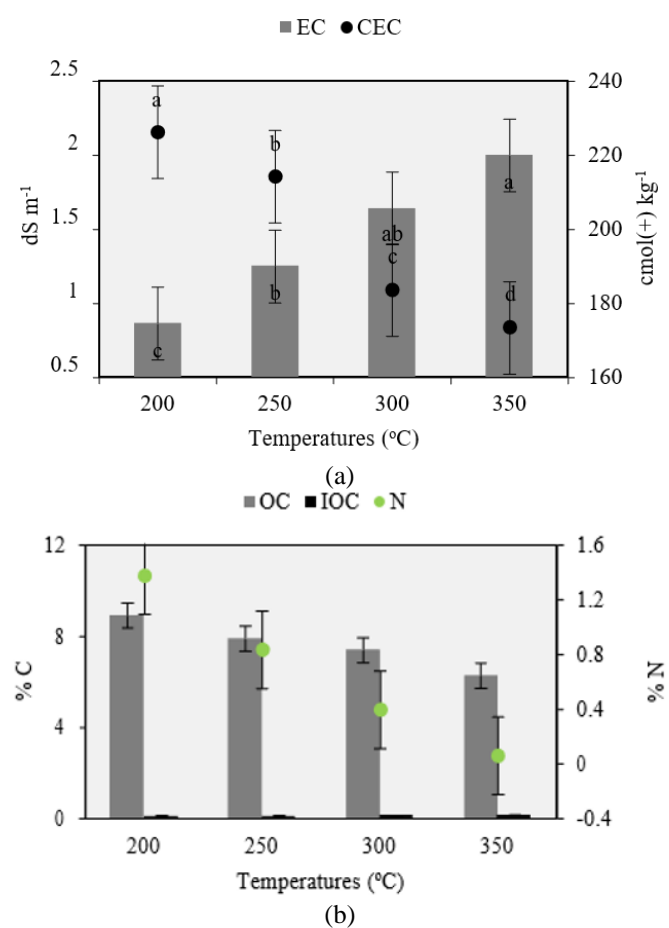 EC CEC
2.5 240
a
b
2 220
a
1.5 200
ab
c
dS m-1
cmol(+) kg-1
1 180
b d
c
0.5 160
200 250 300 350
Temperatures (oC)
(a)
OC IOC N
12 1.6
1.2
8 0.8
% C
% N
4 0.4
0
0 -0.4
200 250 300 350
Temperatures (⁰C)
(b)